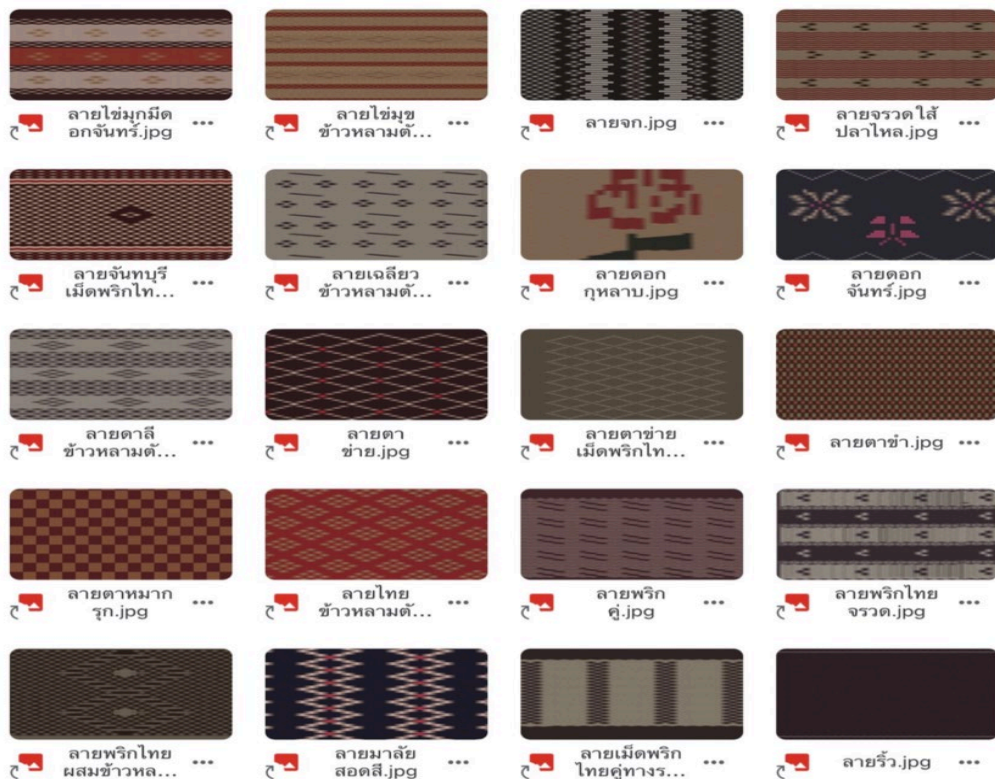 ลายไข่มุกมีด
อกจันทร์.jpg
ลายไข่มุข
ข้าวหลามตั...
ลายจก.jpg
ลายจรวดไส้
ปลาไหล.jpg
ลายจันทบุรี
เม็ดพริกไท...
ลายเฉลียว
ข้าวหลามตั...
ลายดอก
กุหลาบ.jpg
ลายดอก
จันทร์.jpg
ลายดาลี
ข้าวหลามตั...
ลายตา
ข่าย.jpg
ลายตาข่าย
เม็ดพริกไท...
ลายตาขำ.jpg
ลายตาหมาก
รุก.jpg
ลายไทย
ข้าวหลามตั...
ลายพริก
คู่.jpg
ลายพริกไทย
จรวด.jpg
ลายพริกไทย
ผสมข้าวหล...
ลายมาลัย
สอดสี.jpg
ลายเม็ดพริก
ไทยคู่ทางร...
ลายริ้ว.jpg